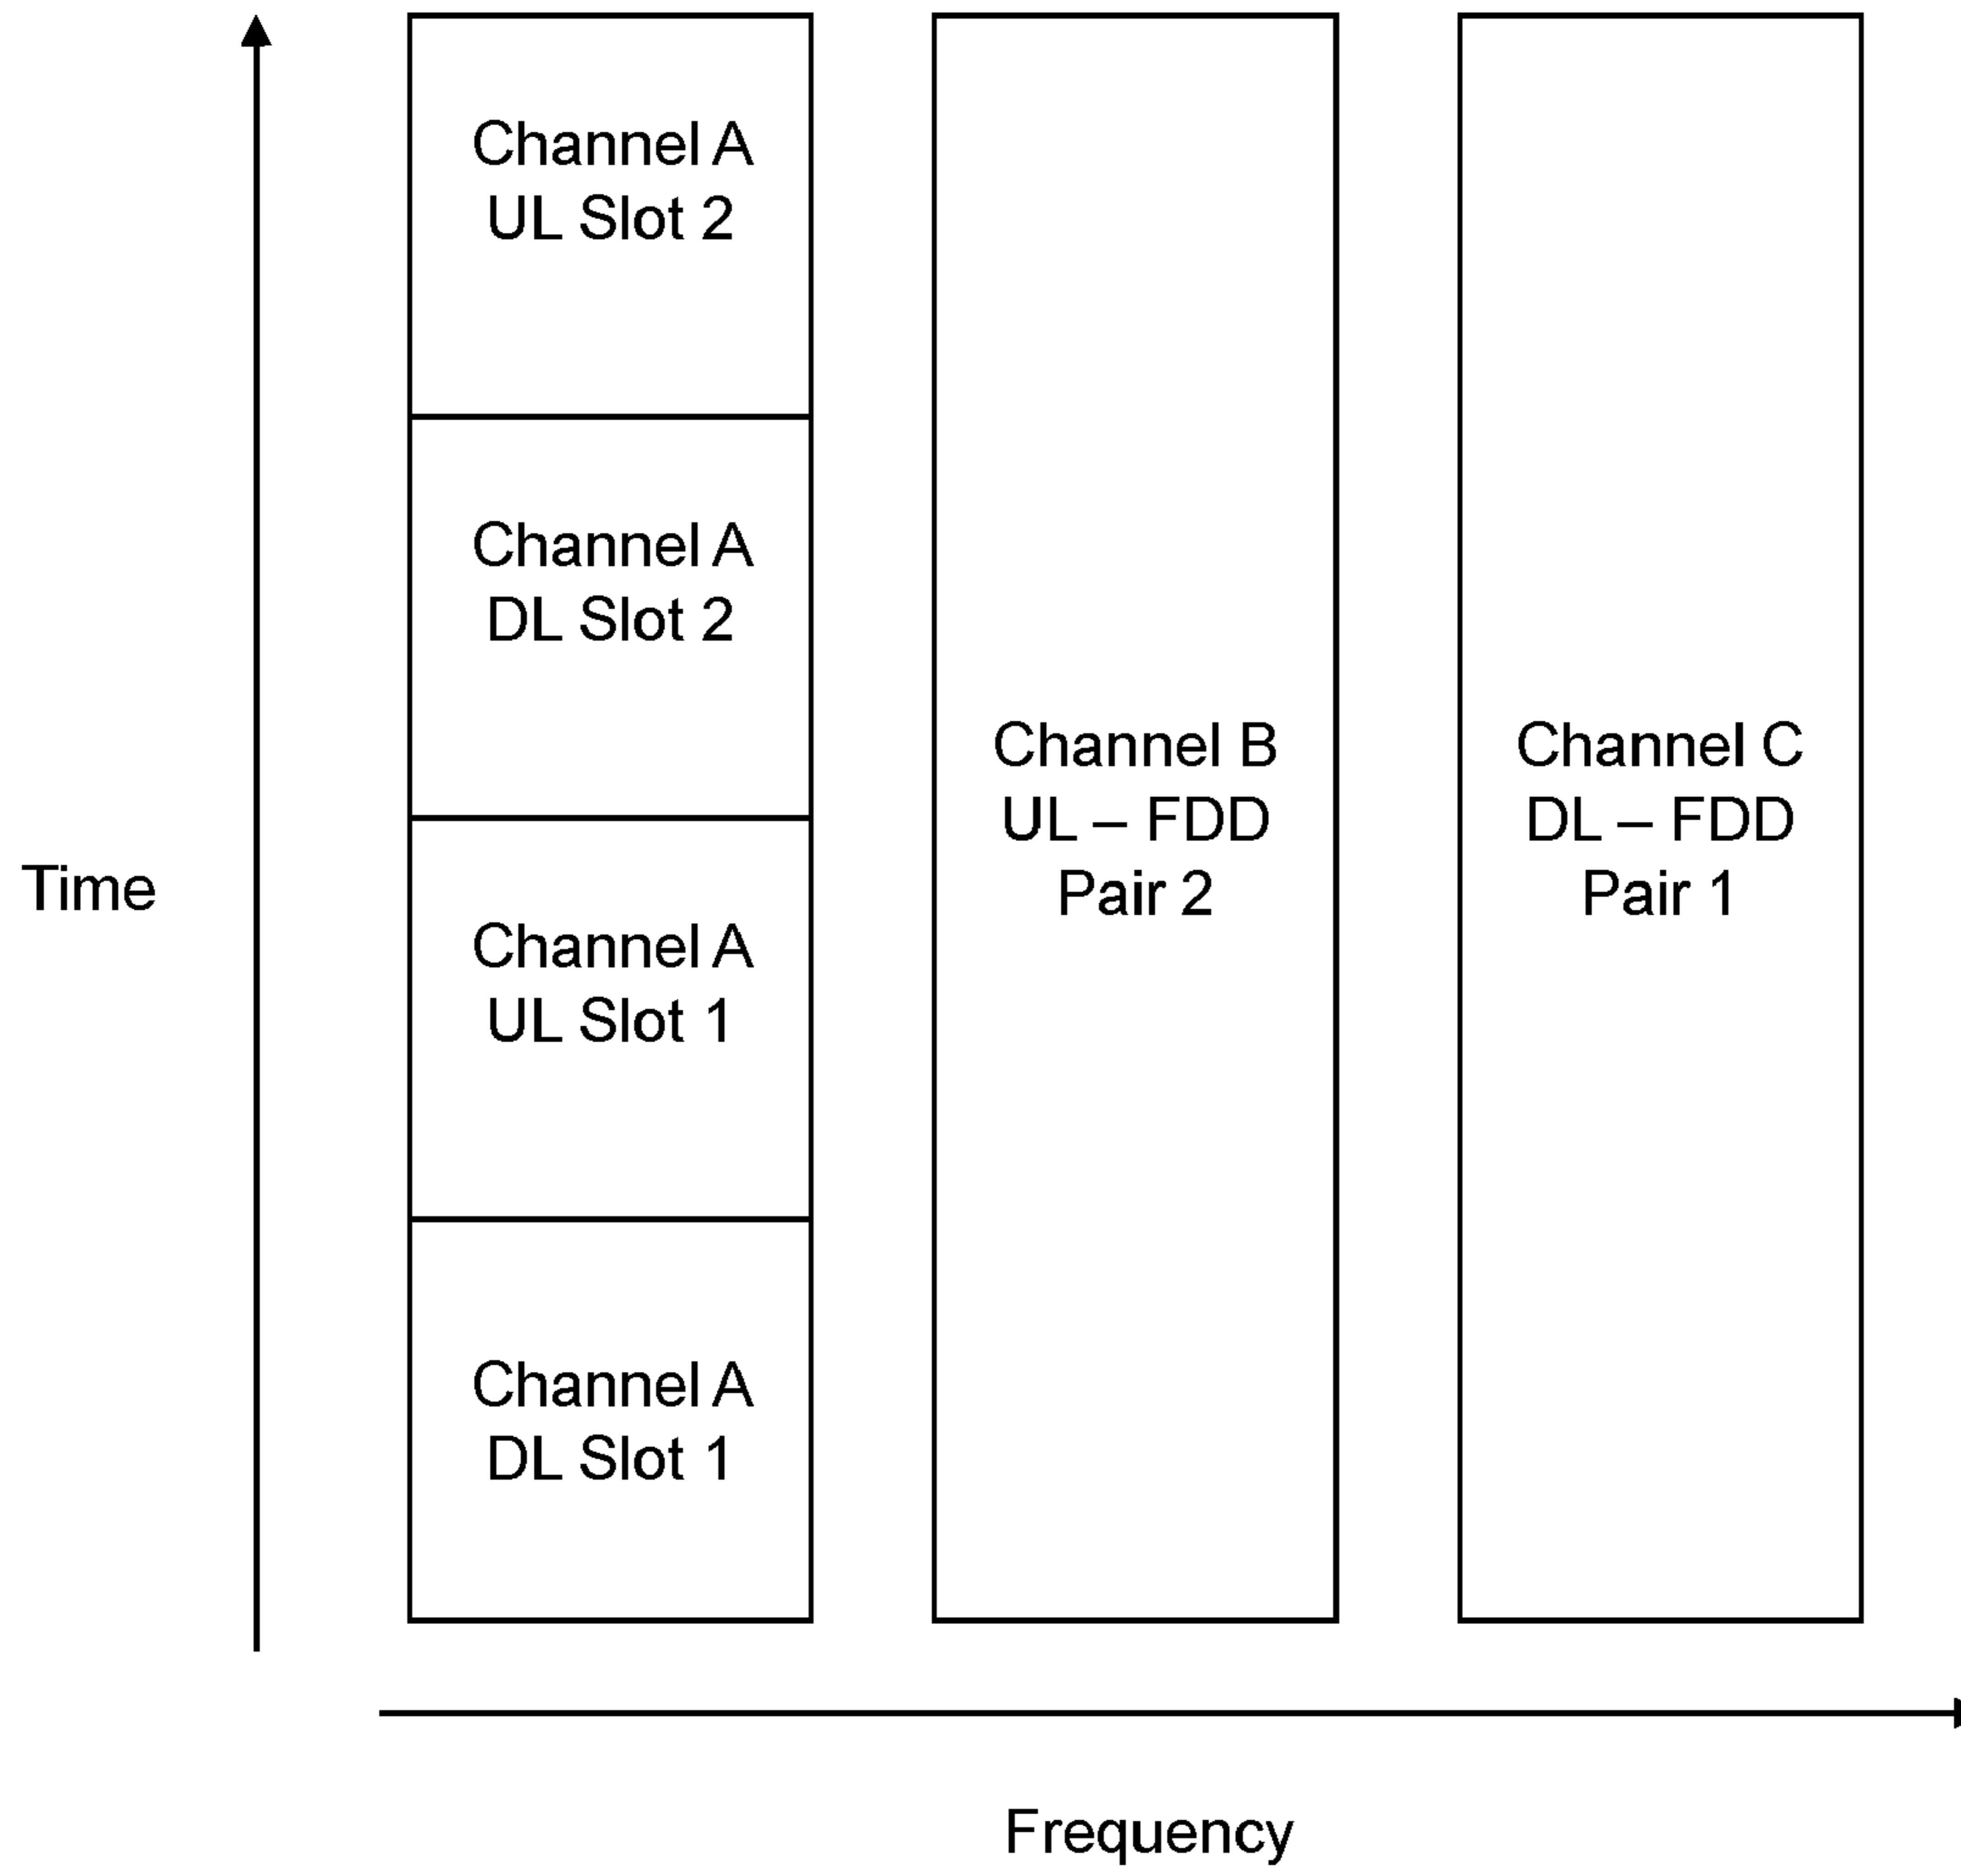 Channel A
UL Slot 2
Channel A
DL Slot 2
Channel A
UL Slot 1
Channel A
DL Slot 1
Channel B
UL – FDD
Pair 2
Channel C
DL – FDD
Pair 1
Time
Frequency